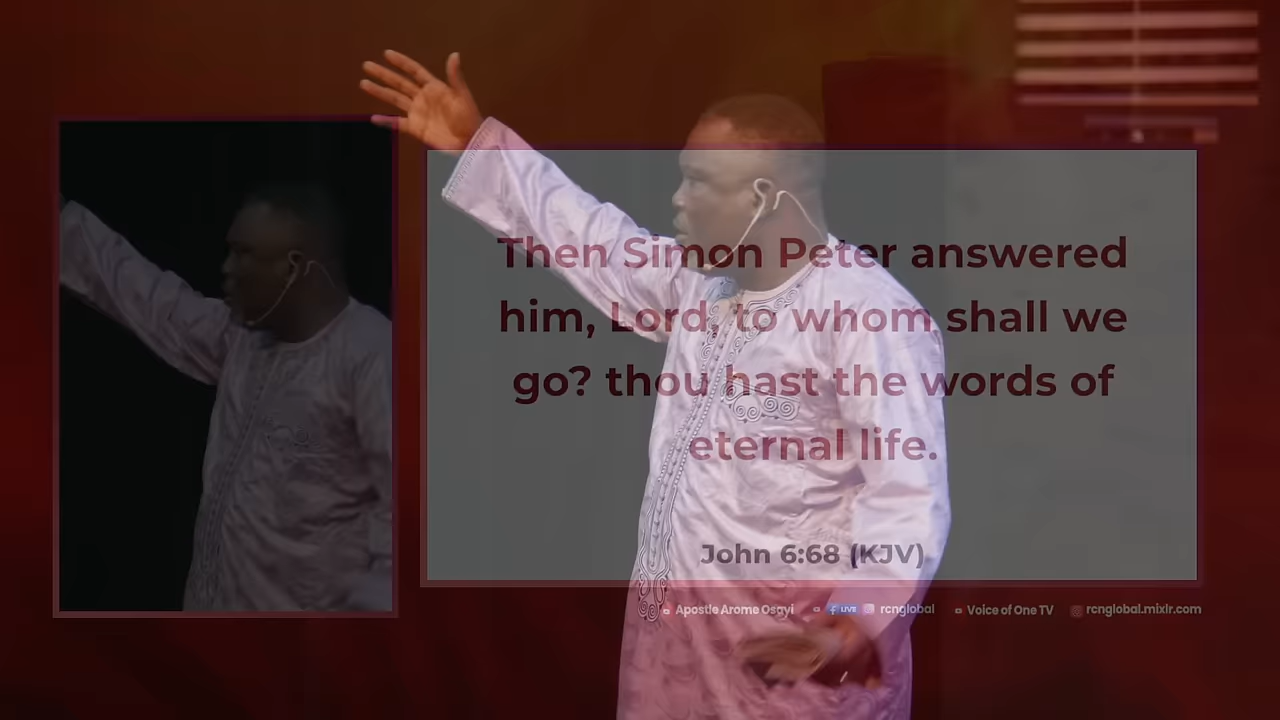 Then Simon Peter answered
him, Lord, to whom shall we
go? thou hast the words of
eternal life.
John 6:68 (KJV)
Apostle Arome Osayi f LIVE rcnglobal Voice of One TV rcnglobal.mixlr.com